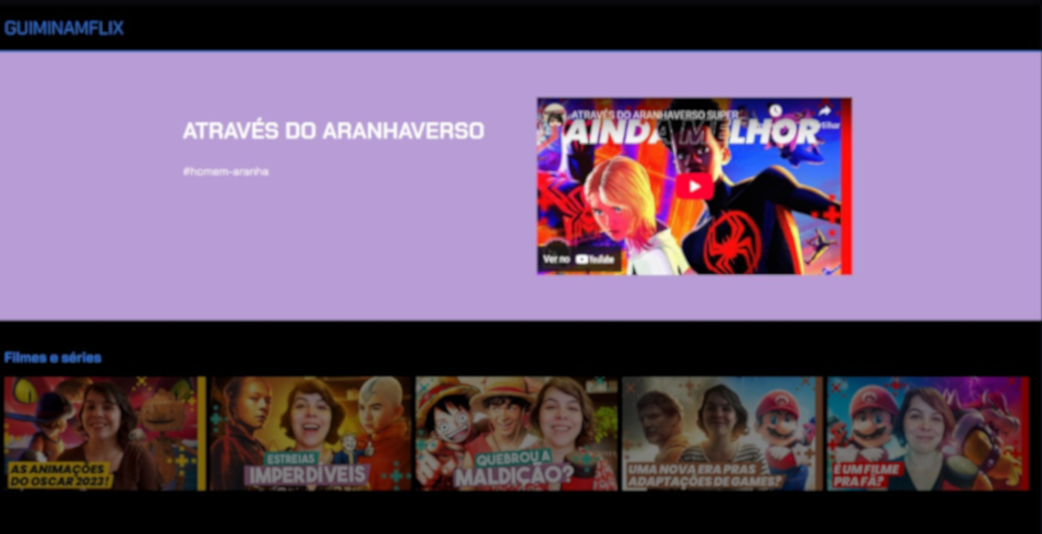 GUIMINAMFLIX
ATRAVÉS DO ARANHAVERSO
#homem-aranha
ATRAVÉS DO ARANHAVERSO SUPER
AINDA MELHOR
Ver no YouTube
Filmes e séries
AS ANIMAÇÕES
DO OSCAR 2023!
ESTREIAS
IMPERDÍVEIS
QUEBROU A
MALDIÇÃO?
UMA NOVA ERA PRAS
ADAPTAÇÕES DE GAMES?
É UM FILME
PRA FÃ?